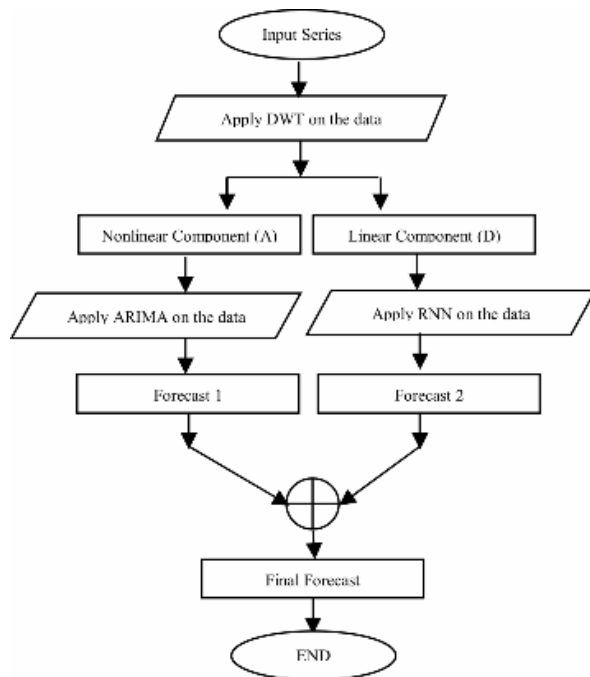 Input Series
Apply DWT on the data
Nonlinear Component (A)
Linear Component (D)
Apply ARIMA on the data
Apply RNN on the data
Forecast 1
Forecast 2
Final Forecast
END